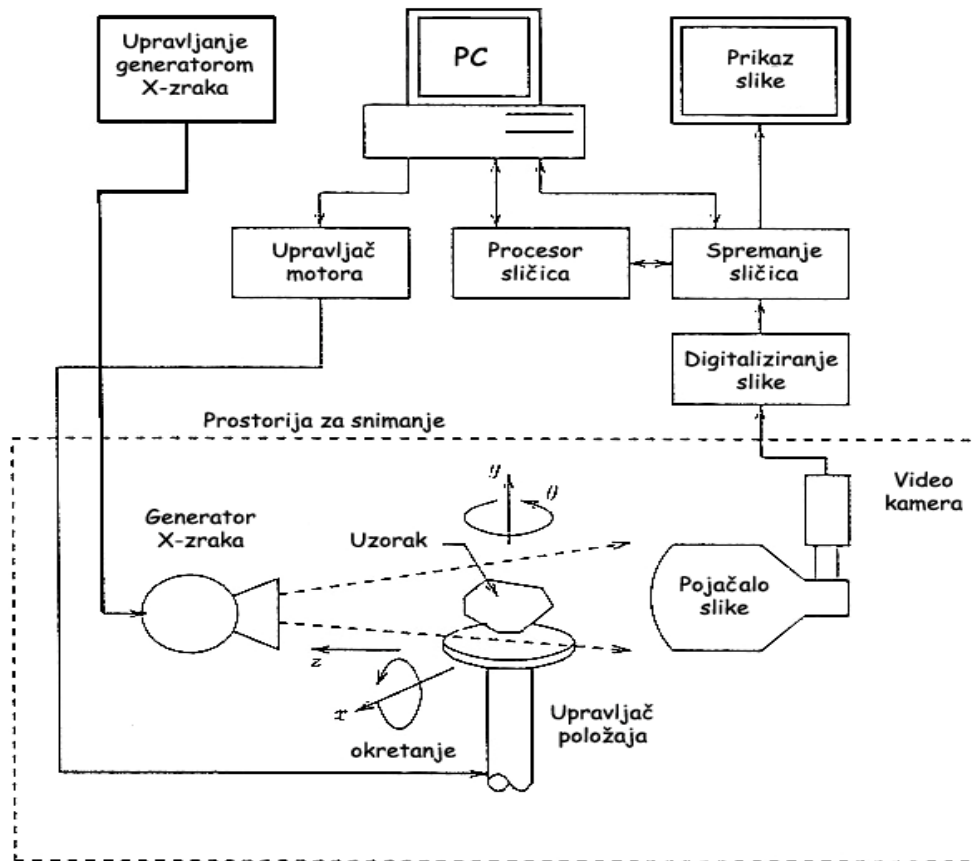 Upravljanje
generatorom
X-zraka
PC
Prikaz
slike
Upravljač
motora
Procesor
sličica
Spremanje
sličica
Digitaliziranje
slike
Prostorija za snimanje
Video
kamera
Generator
X-zraka
y
θ
Uzorak
Pojačalo
slike
z
x
okretanje
Upravljač
položaja